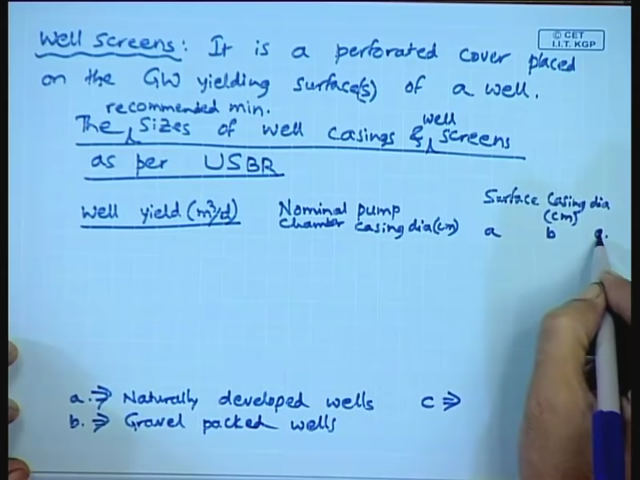 © CET
I.I.T. KGP
Well Screens: It is a perforated cover placed
on the GW yielding surface(s) of a well.
recommended min. well
The ∧ Sizes of well casings & ∧ screens
as per USBR
Well yield (m³/d) Nominal pump chamber casing dia (cm) Surface Casing dia (cm)
a b c.
a. ⇒ Naturally developed wells c ⇒
b. ⇒ Gravel packed wells